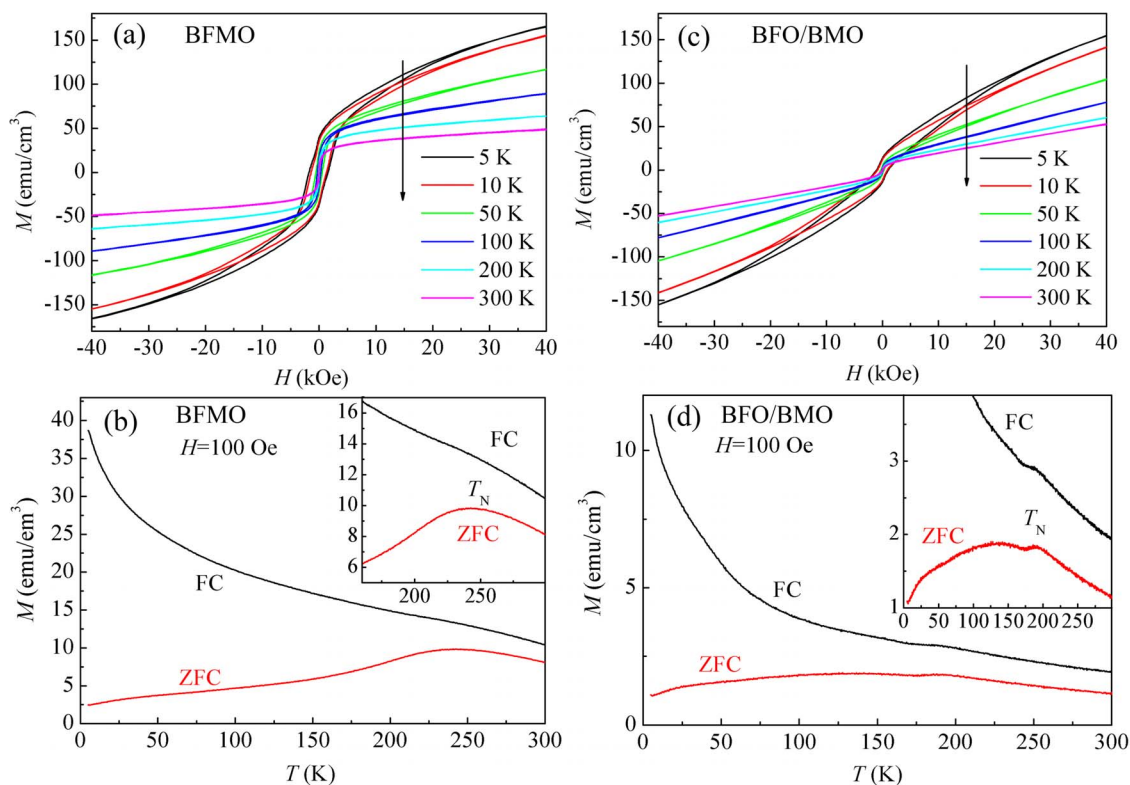 (a) BFMO
150
100
50
0
-50
-100
-150
M (emu/cm³)
5 K
10 K
50 K
100 K
200 K
300 K
-40 -30 -20 -10 0 10 20 30 40
H (kOe)
(c) BFO/BMO
150
100
50
0
-50
-100
-150
M (emu/cm³)
5 K
10 K
50 K
100 K
200 K
300 K
-40 -30 -20 -10 0 10 20 30 40
H (kOe)
(b) BFMO
H=100 Oe
40
35
30
25
20
15
10
5
0
M (emu/em³)
FC
ZFC
0 50 100 150 200 250 300
T (K)
16
14
12
10
8
6
FC
TN
ZFC
200 250
(d) BFO/BMO
H=100 Oe
10
5
0
M (emu/cm³)
FC
ZFC
0 50 100 150 200 250 300
T (K)
3
2
1
FC
TN
ZFC
0 50 100 150 200 250